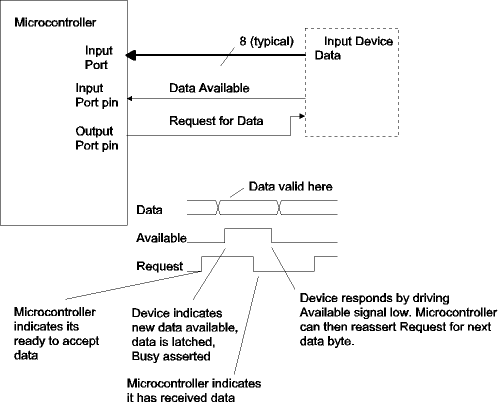 Microcontroller
8 (typical)
Input Device
Data
Input
Port
Input
Port pin
Data Available
Request for Data
Output
Port pin
Data valid here
Data
Available
Request
Microcontroller
indicates its
ready to accept
data
Device indicates
new data available,
data is latched,
Busy asserted
Device responds by driving
Available signal low. Microcontroller
can then reassert Request for next
data byte.
Microcontroller indicates
it has received data